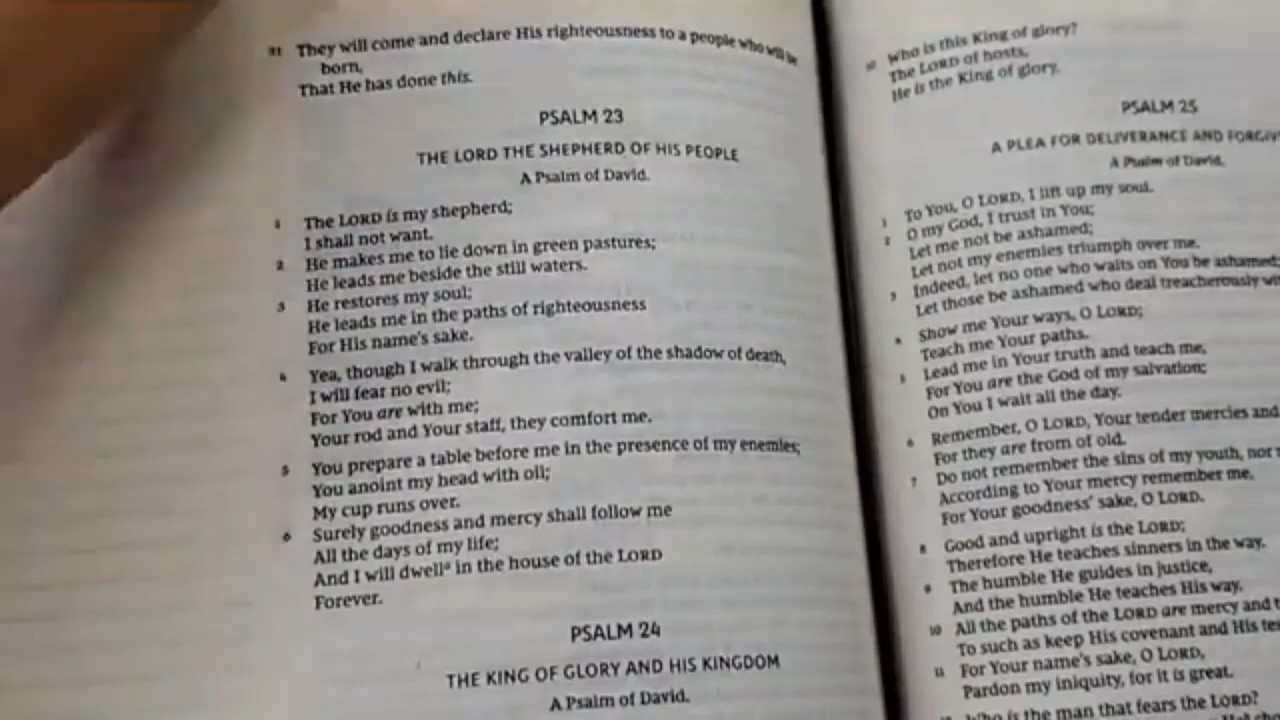 31 They will come and declare His righteousness to a people who will be
born,
That He has done this.
PSALM 23
THE LORD THE SHEPHERD OF HIS PEOPLE
A Psalm of David.
1 The LORD is my shepherd;
I shall not want.
2 He makes me to lie down in green pastures;
He leads me beside the still waters.
3 He restores my soul;
He leads me in the paths of righteousness
For His name's sake.
4 Yea, though I walk through the valley of the shadow of death,
I will fear no evil;
For You are with me;
Your rod and Your staff, they comfort me.
5 You prepare a table before me in the presence of my enemies;
You anoint my head with oil;
My cup runs over.
6 Surely goodness and mercy shall follow me
All the days of my life;
And I will dwellᵃ in the house of the LORD
Forever.
PSALM 24
THE KING OF GLORY AND HIS KINGDOM
A Psalm of David.
10 Who is this King of glory?
The LORD of hosts,
He is the King of glory.
PSALM 25
A PLEA FOR DELIVERANCE AND
A Psalm of David.
1 To You, O LORD, I lift up my soul.
2 O my God, I trust in You;
Let me not be ashamed;
Let not my enemies triumph over me.
3 Indeed, let no one who waits on You be ashamed;
Let those be ashamed who deal treacherously
4 Show me Your ways, O LORD;
Teach me Your paths.
5 Lead me in Your truth and teach me,
For You are the God of my salvation;
On You I wait all the day.
6 Remember, O LORD, Your tender mercies and
For they are from of old.
7 Do not remember the sins of my youth, nor
According to Your mercy remember me,
For Your goodness' sake, O LORD.
8 Good and upright is the LORD;
Therefore He teaches sinners in the way.
9 The humble He guides in justice,
And the humble He teaches His way.
10 All the paths of the LORD are mercy and
To such as keep His covenant and His
11 For Your name's sake, O LORD,
Pardon my iniquity, for it is great.
Who is the man that fears the LORD?